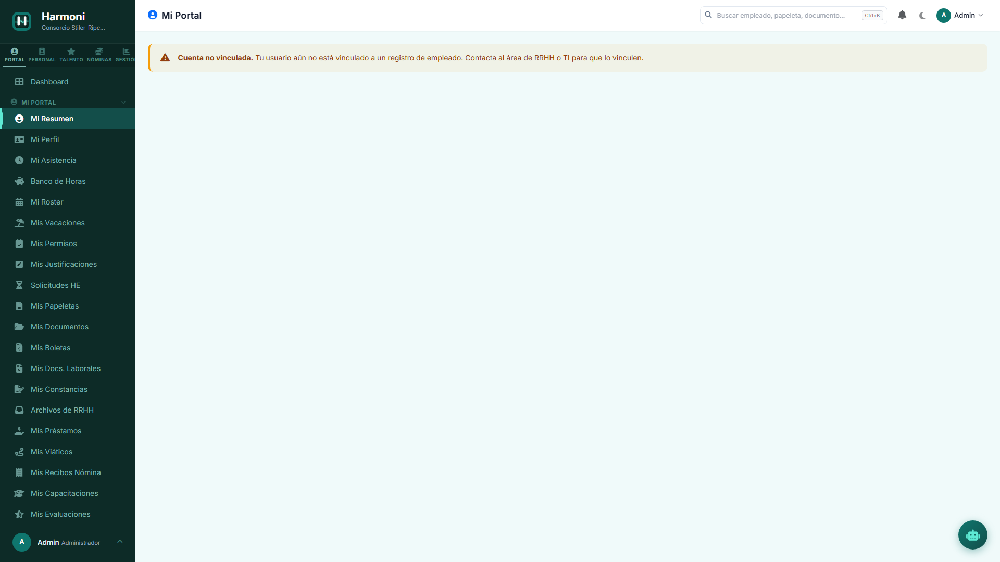 Harmoni
Consorcio Stiler-Ripc...
PORTAL PERSONAL TALENTO NÓMINAS GESTIÓN
Dashboard
MI PORTAL
Mi Resumen
Mi Perfil
Mi Asistencia
Banco de Horas
Mi Roster
Mis Vacaciones
Mis Permisos
Mis Justificaciones
Solicitudes HE
Mis Papeletas
Mis Documentos
Mis Boletas
Mis Docs. Laborales
Mis Constancias
Archivos de RRHH
Mis Préstamos
Mis Viáticos
Mis Recibos Nómina
Mis Capacitaciones
Mis Evaluaciones
A Admin Administrador
Mi Portal
Buscar empleado, papeleta, documento... Ctrl+K
A Admin
Cuenta no vinculada. Tu usuario aún no está vinculado a un registro de empleado. Contacta al área de RRHH o TI para que lo vinculen.